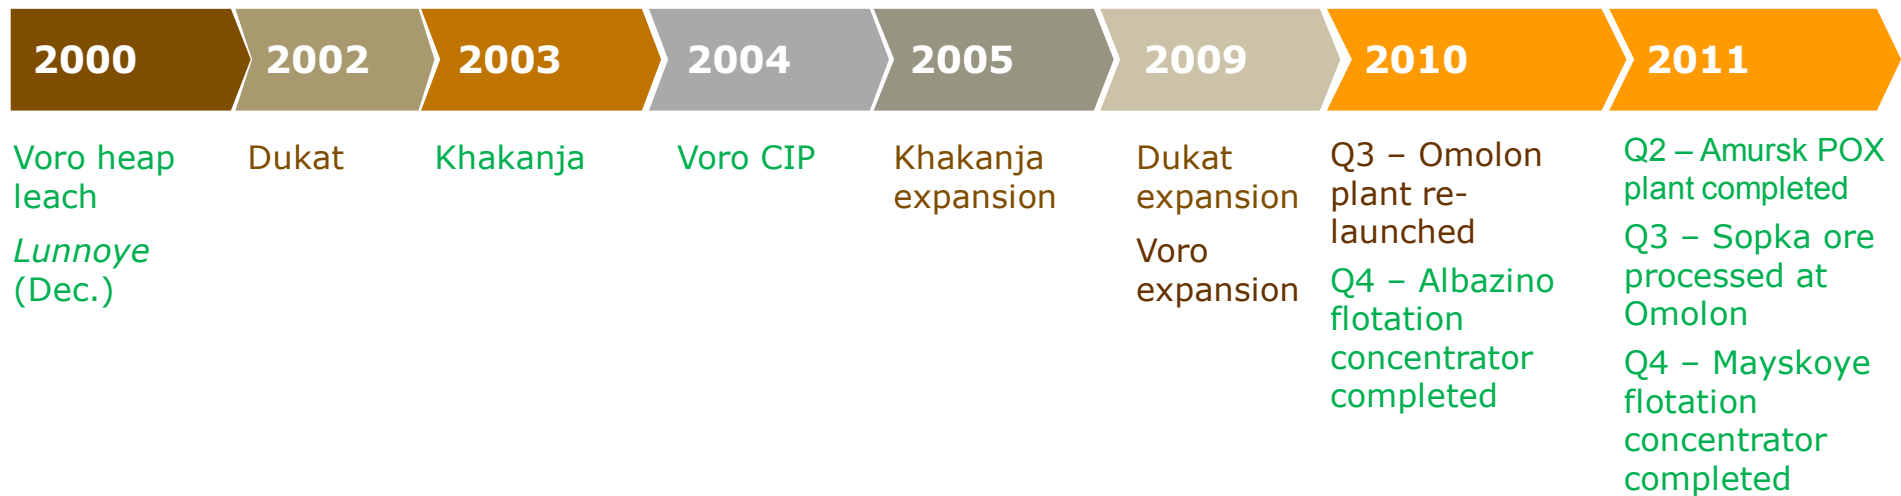 2000
2002
2003
2004
2005
2009
2010
2011
Voro heap
leach
Lunnoye
(Dec.)
Dukat
Khakanja
Voro CIP
Khakanja
expansion
Dukat
expansion
Voro
expansion
Q3 – Omolon
plant re-
launched
Q4 – Albazino
flotation
concentrator
completed
Q2 – Amursk POX
plant completed
Q3 – Sopka ore
processed at
Omolon
Q4 – Mayskoye
flotation
concentrator
completed